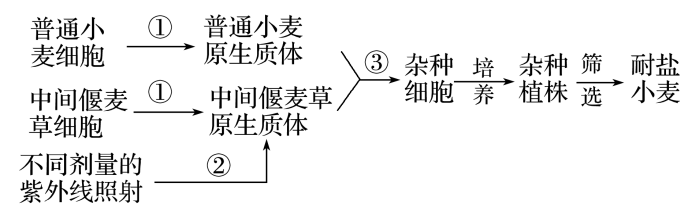 普通小
麦细胞
①
普通小麦
原生质体
中间偃麦
草细胞
①
中间偃麦草
原生质体
③
杂种
细胞
培
养
杂种
植株
筛
选
耐盐
小麦
不同剂量的
紫外线照射
②